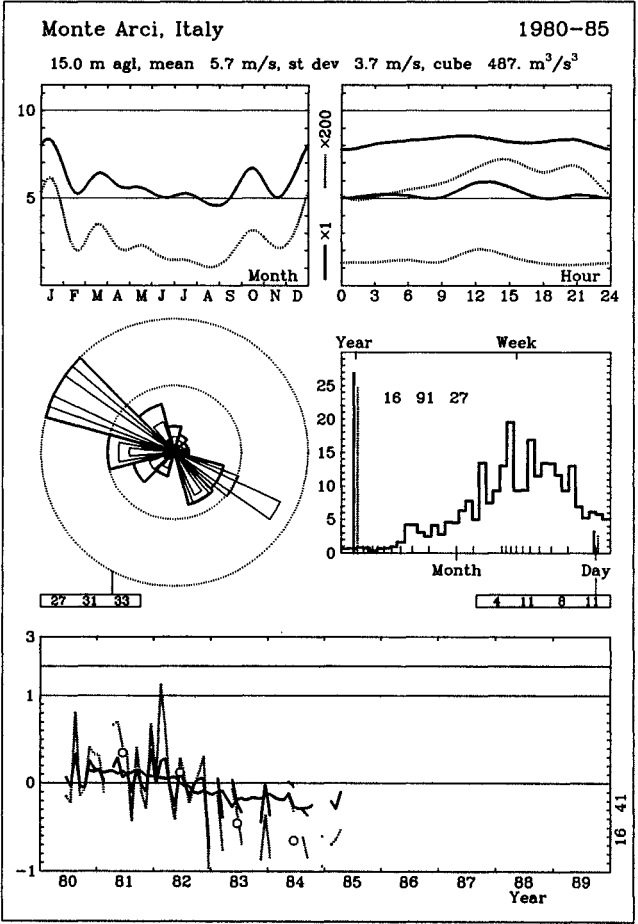 Monte Arci, Italy 1980-85
15.0 m agl, mean 5.7 m/s, st dev 3.7 m/s, cube 487. m³/s³
10
5
Month
J F M A M J J A S O N D
×1 ×200
Hour
0 3 6 9 12 15 18 21 24
27 31 33
Year Week
25
20
15
10
5
0
16 91 27
Month Day
4 11 8 11
3
1
0
-1
80 81 82 83 84 85 86 87 88 89
Year
16 41